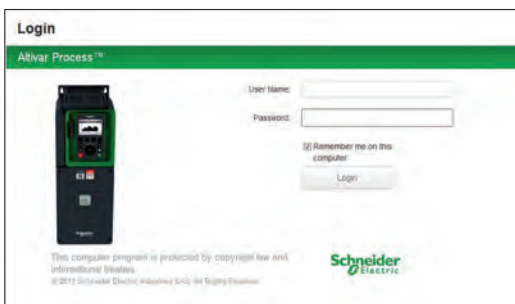 Login
Altivar Process™
User Name:
Password:
Remember me on this
computer
Login
This computer program is protected by copyright law and
international treaties.
Schneider
Electric